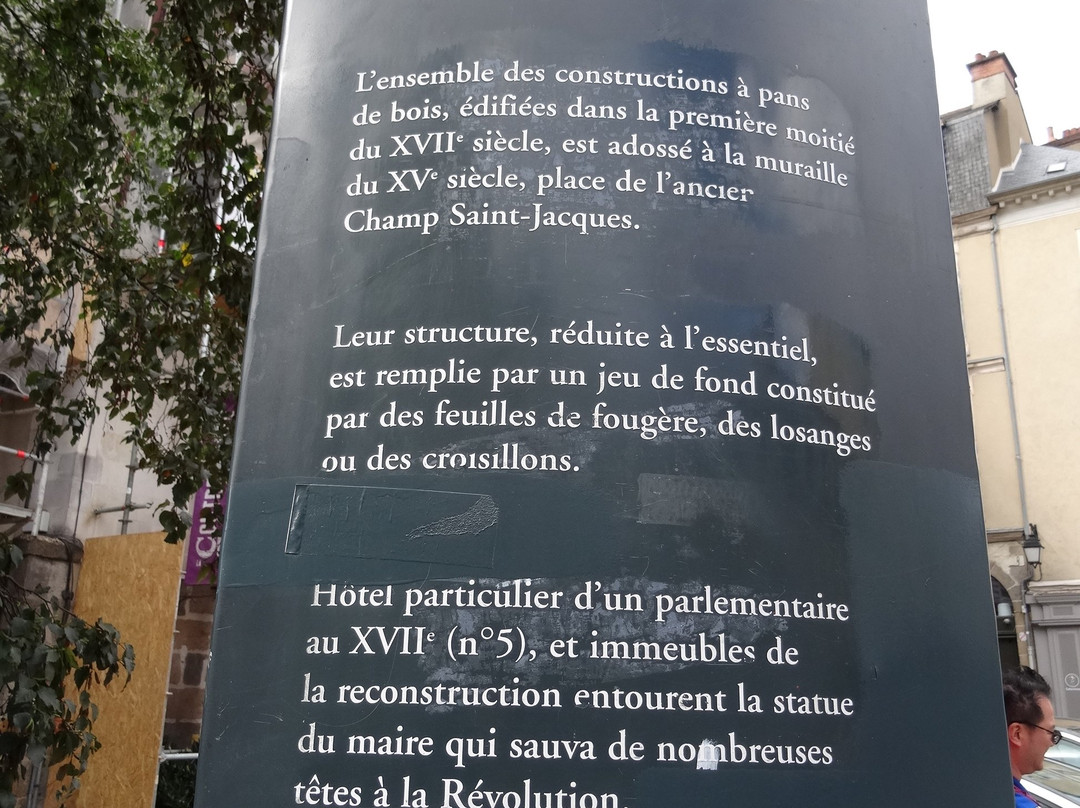 L'ensemble des constructions à pans
de bois, édifiées dans la première moitié
du XVIIe siècle, est adossé à la muraille
du XVe siècle, place de l'ancien
Champ Saint-Jacques.
Leur structure, réduite à l'essentiel,
est remplie par un jeu de fond constitué
par des feuilles de fougère, des losanges
ou des croisillons.
Hôtel particulier d'un parlementaire
au XVIIe (n°5), et immeubles de
la reconstruction entourent la statue
du maire qui sauva de nombreuses
têtes à la Révolution.